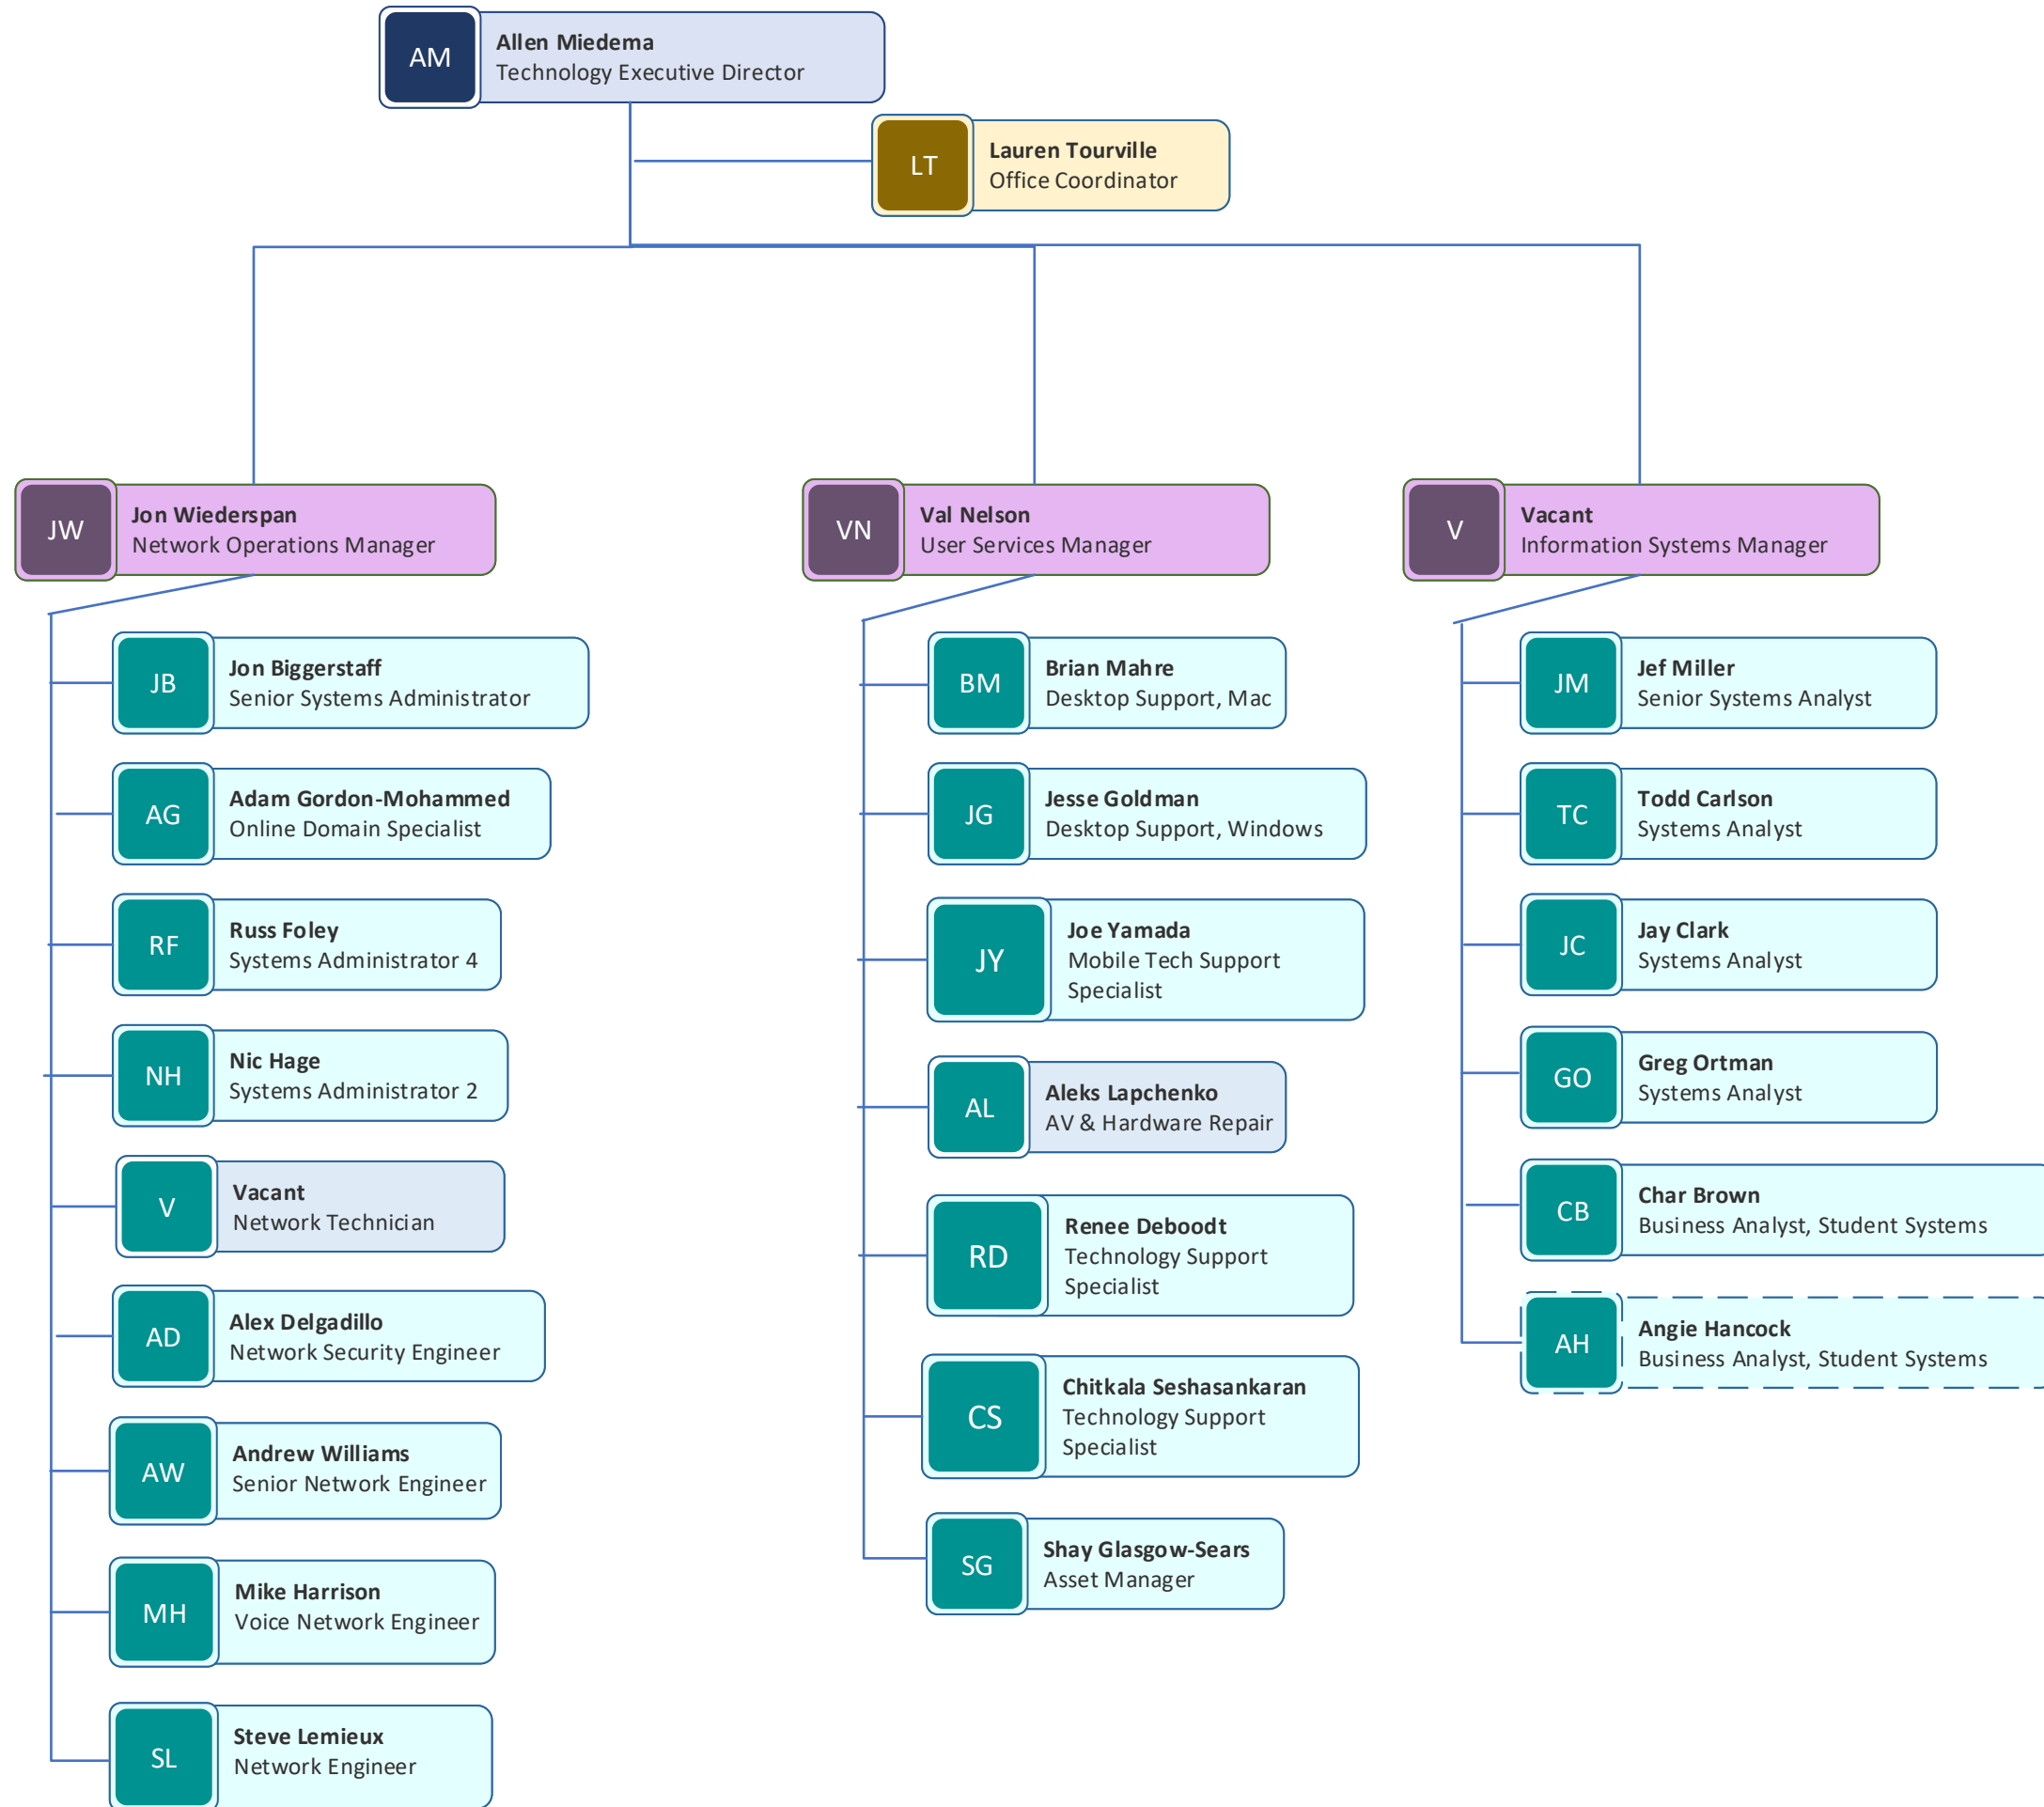 AM
Allen Miedema
Technology Executive Director
LT
Lauren Tourville
Office Coordinator
JW
Jon Wiederspan
Network Operations Manager
JB
Jon Biggerstaff
Senior Systems Administrator
AG
Adam Gordon-Mohammed
Online Domain Specialist
RF
Russ Foley
Systems Administrator 4
NH
Nic Hage
Systems Administrator 2
V
Vacant
Network Technician
AD
Alex Delgadillo
Network Security Engineer
AW
Andrew Williams
Senior Network Engineer
MH
Mike Harrison
Voice Network Engineer
SL
Steve Lemieux
Network Engineer
VN
Val Nelson
User Services Manager
BM
Brian Mahre
Desktop Support, Mac
JG
Jesse Goldman
Desktop Support, Windows
JY
Joe Yamada
Mobile Tech Support
Specialist
AL
Aleks Lapchenko
AV & Hardware Repair
RD
Renee Deboodt
Technology Support
Specialist
CS
Chitkala Seshasankaran
Technology Support
Specialist
SG
Shay Glasgow-Sears
Asset Manager
V
Vacant
Information Systems Manager
JM
Jef Miller
Senior Systems Analyst
TC
Todd Carlson
Systems Analyst
JC
Jay Clark
Systems Analyst
GO
Greg Ortman
Systems Analyst
CB
Char Brown
Business Analyst, Student Systems
AH
Angie Hancock
Business Analyst, Student Systems